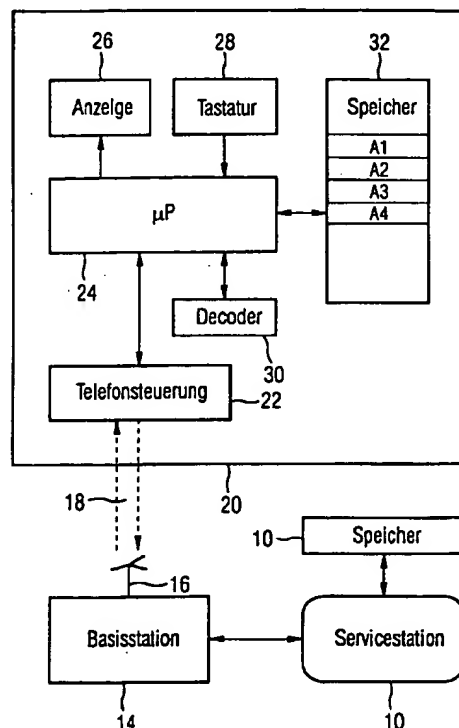 26
28
32
Anzelge
Tastatur
Speicher
A1
A2
A3
A4
µP
24
Decoder
30
Telefonsteuerung
22
18
20
10
Speicher
16
Basisstation
Servicestation
14
10